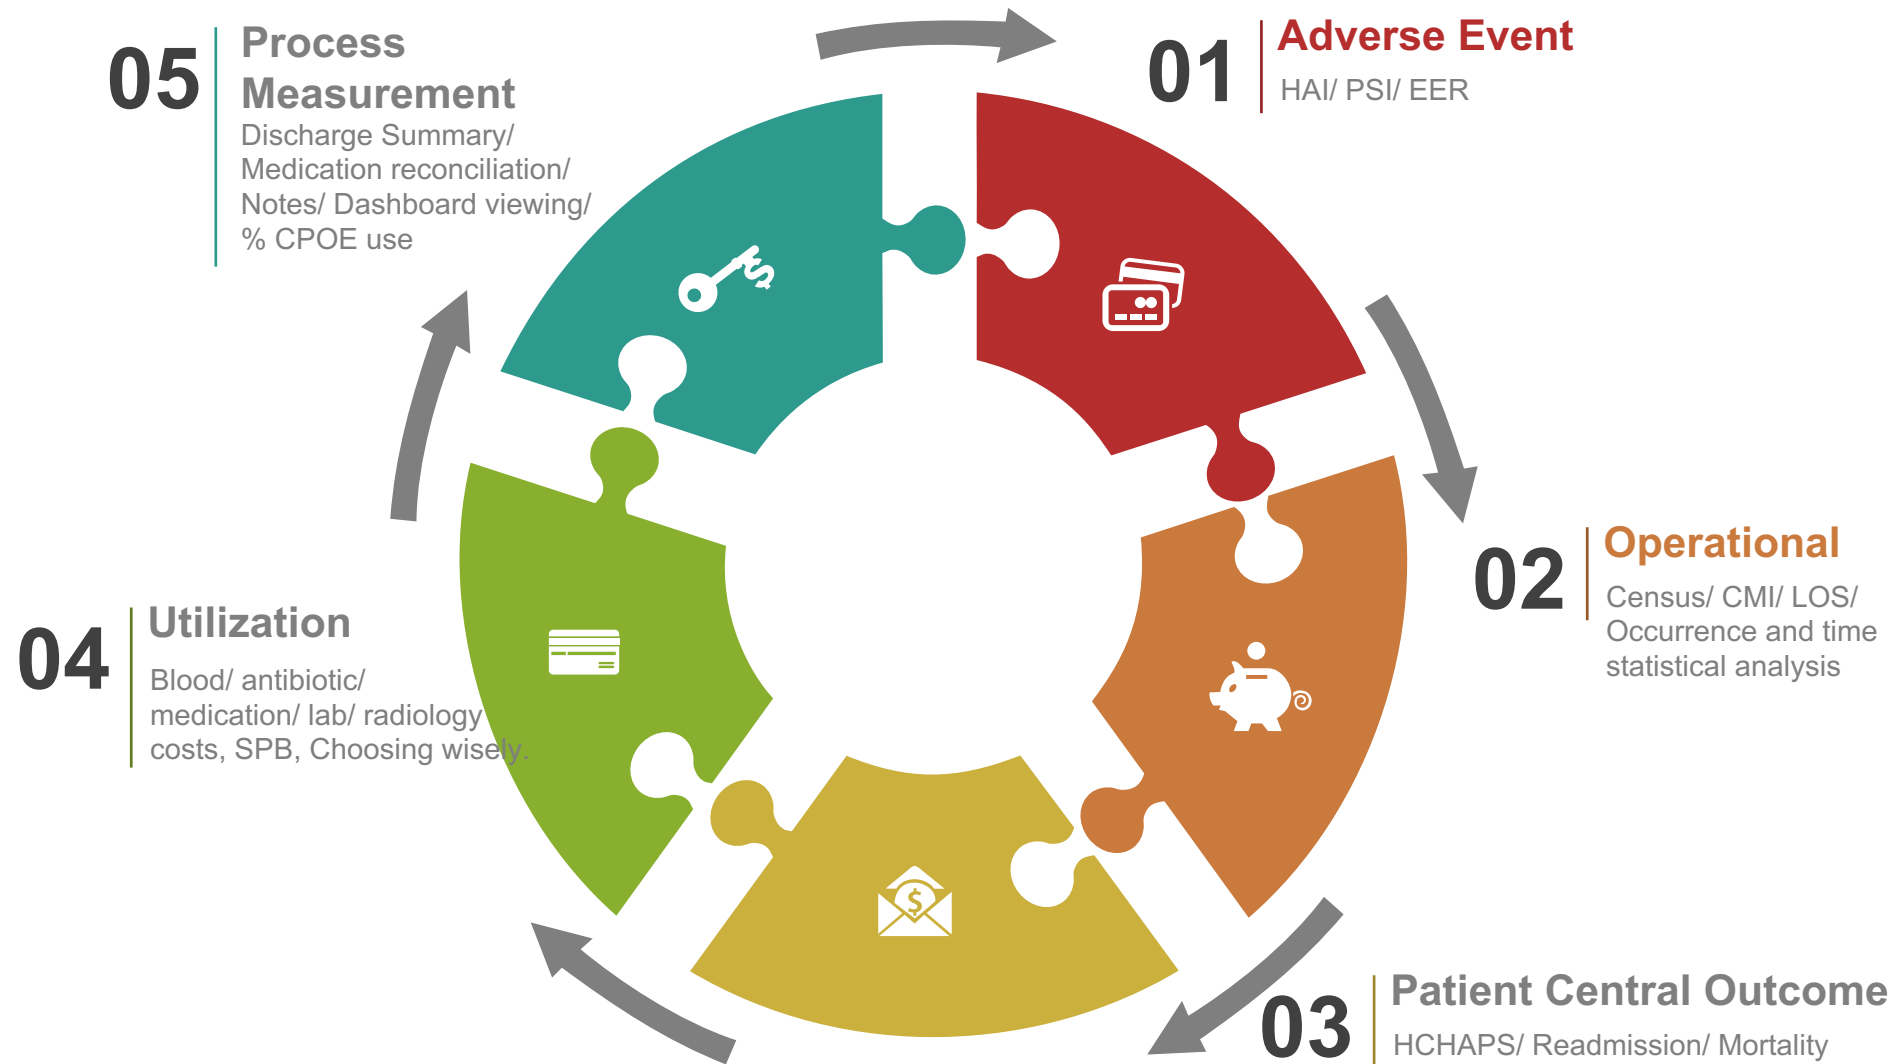 01
Adverse Event
HAI/ PSI/ EER
02
Operational
Census/ CMI/ LOS/
Occurrence and time
statistical analysis
03
Patient Central Outcome
HCHAPS/ Readmission/ Mortality
04
Utilization
Blood/ antibiotic/
medication/ lab/ radiology
costs, SPB, Choosing wisely.
05
Process
Measurement
Discharge Summary/
Medication reconciliation/
Notes/ Dashboard viewing/
% CPOE use
$
$